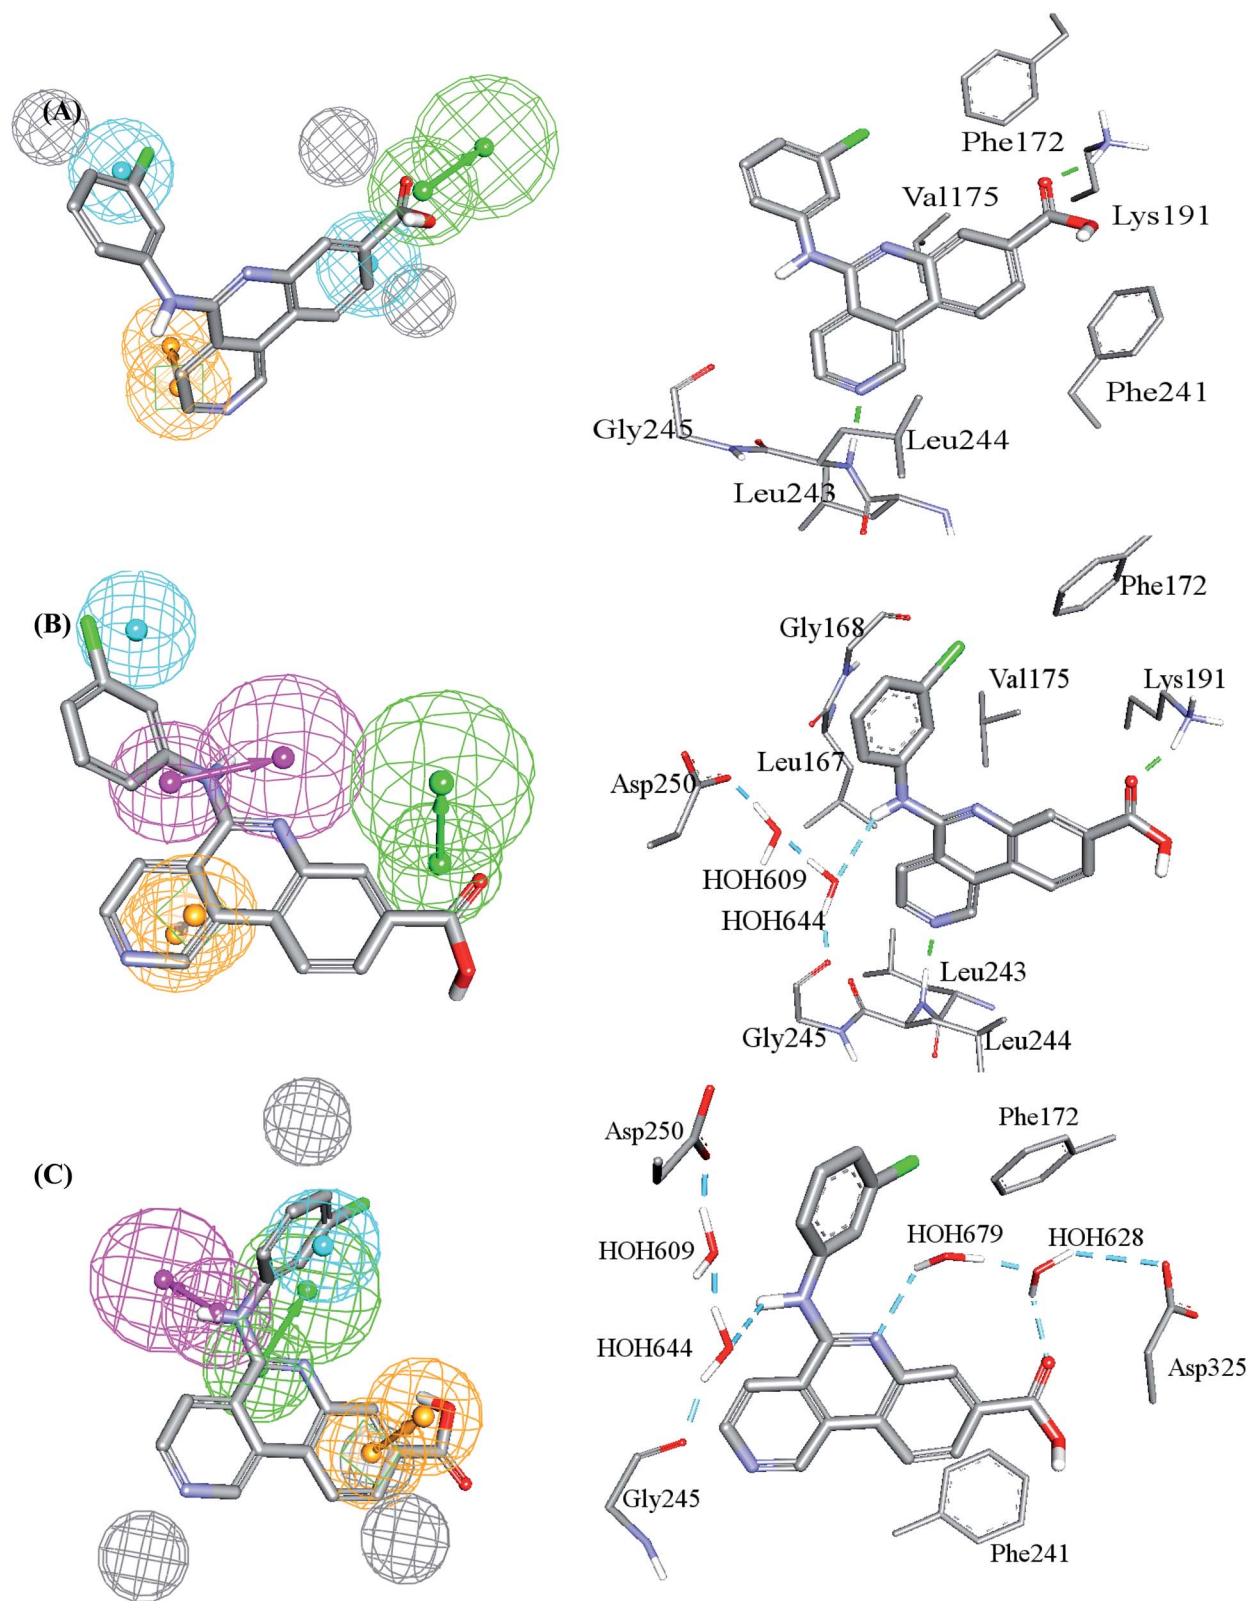 (A)
Phe172
Val175
Lys191
Phe241
Gly245
Leu244
Leu243
(B)
Phe172
Gly168
Val175
Lys191
Leu167
Asp250
HOH609
HOH644
Leu243
Gly245
Leu244
(C)
Asp250
Phe172
HOH609
HOH679
HOH628
HOH644
Asp325
Gly245
Phe241